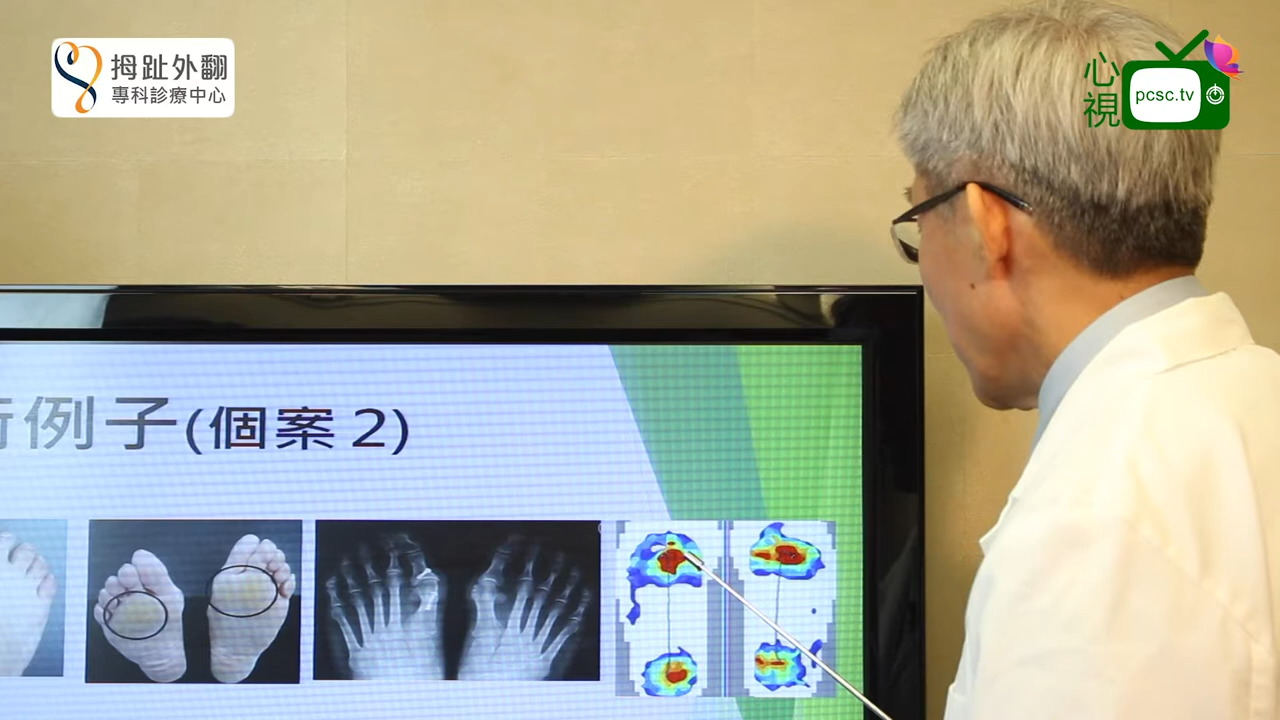 拇趾外翻
專科診療中心
心視
pcsc.tv
例子(個案2)